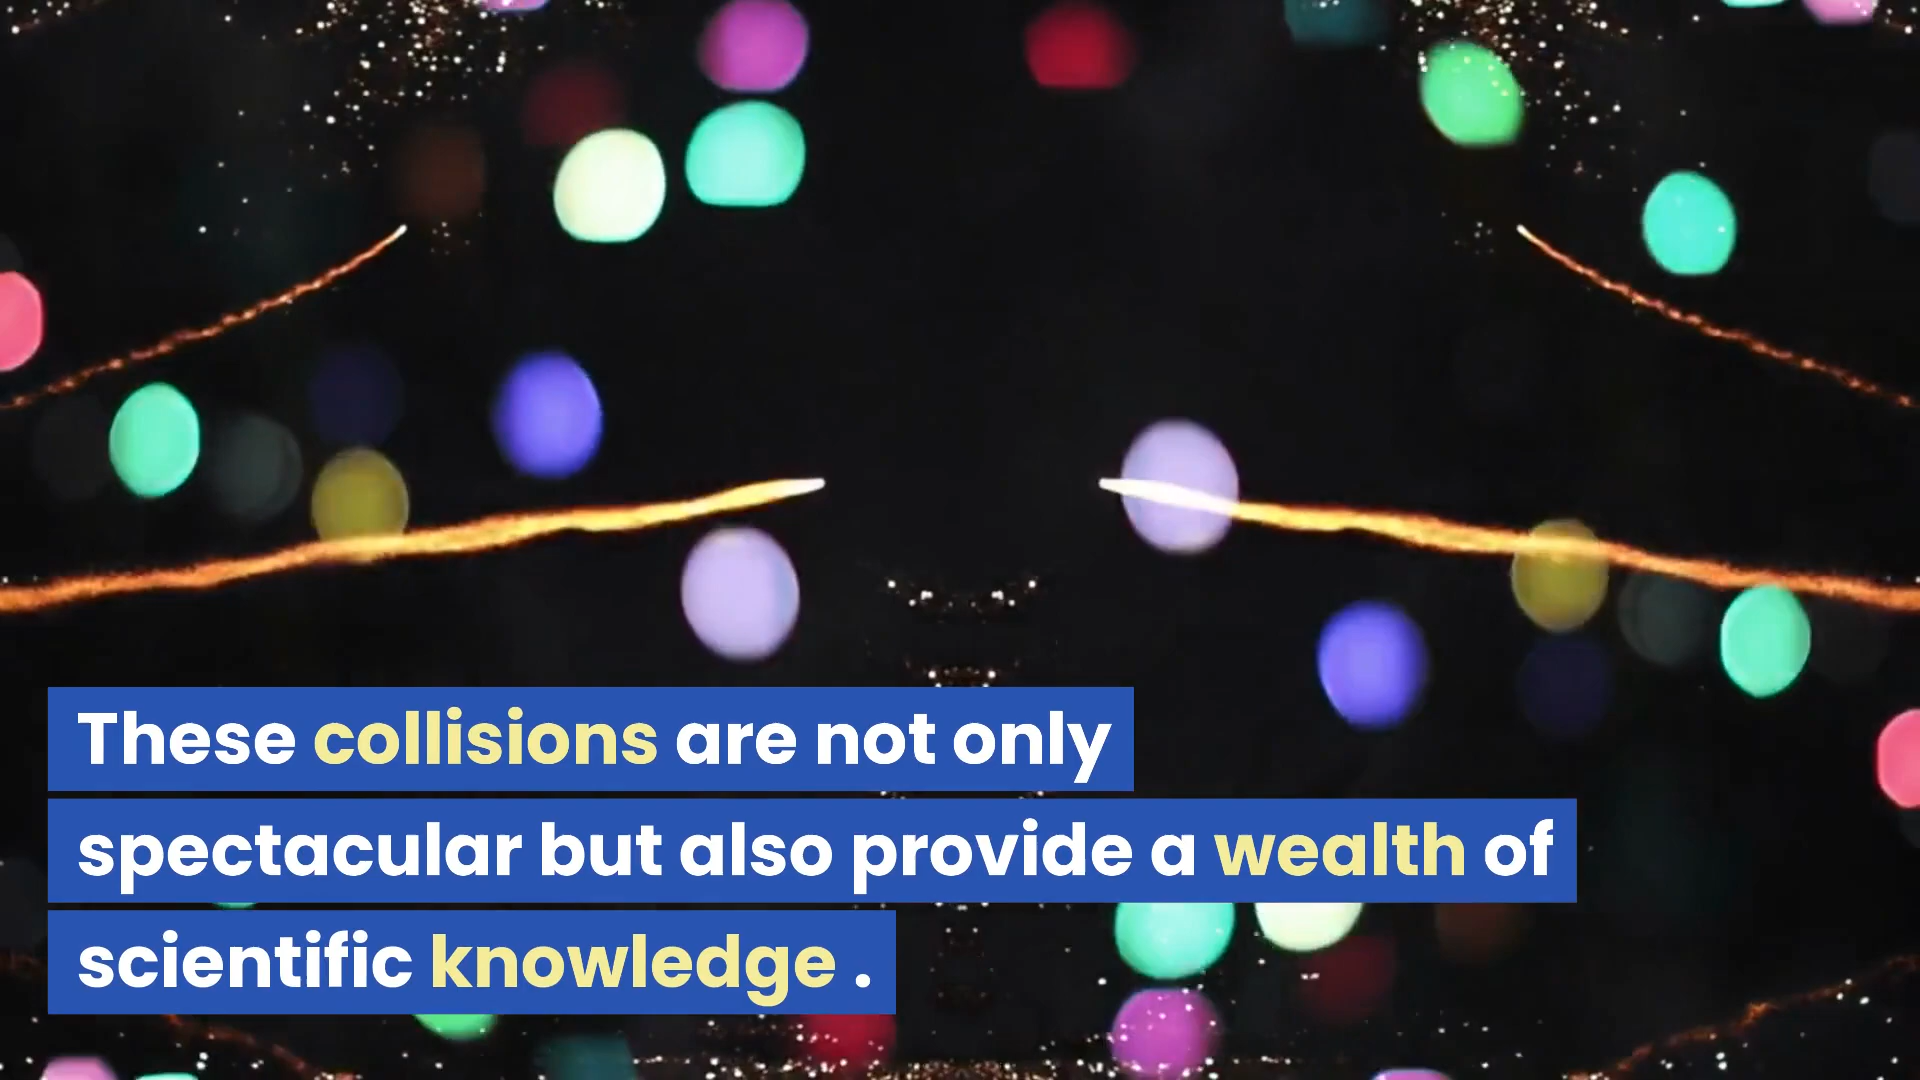 These collisions are not only
spectacular but also provide a wealth of
scientific knowledge .